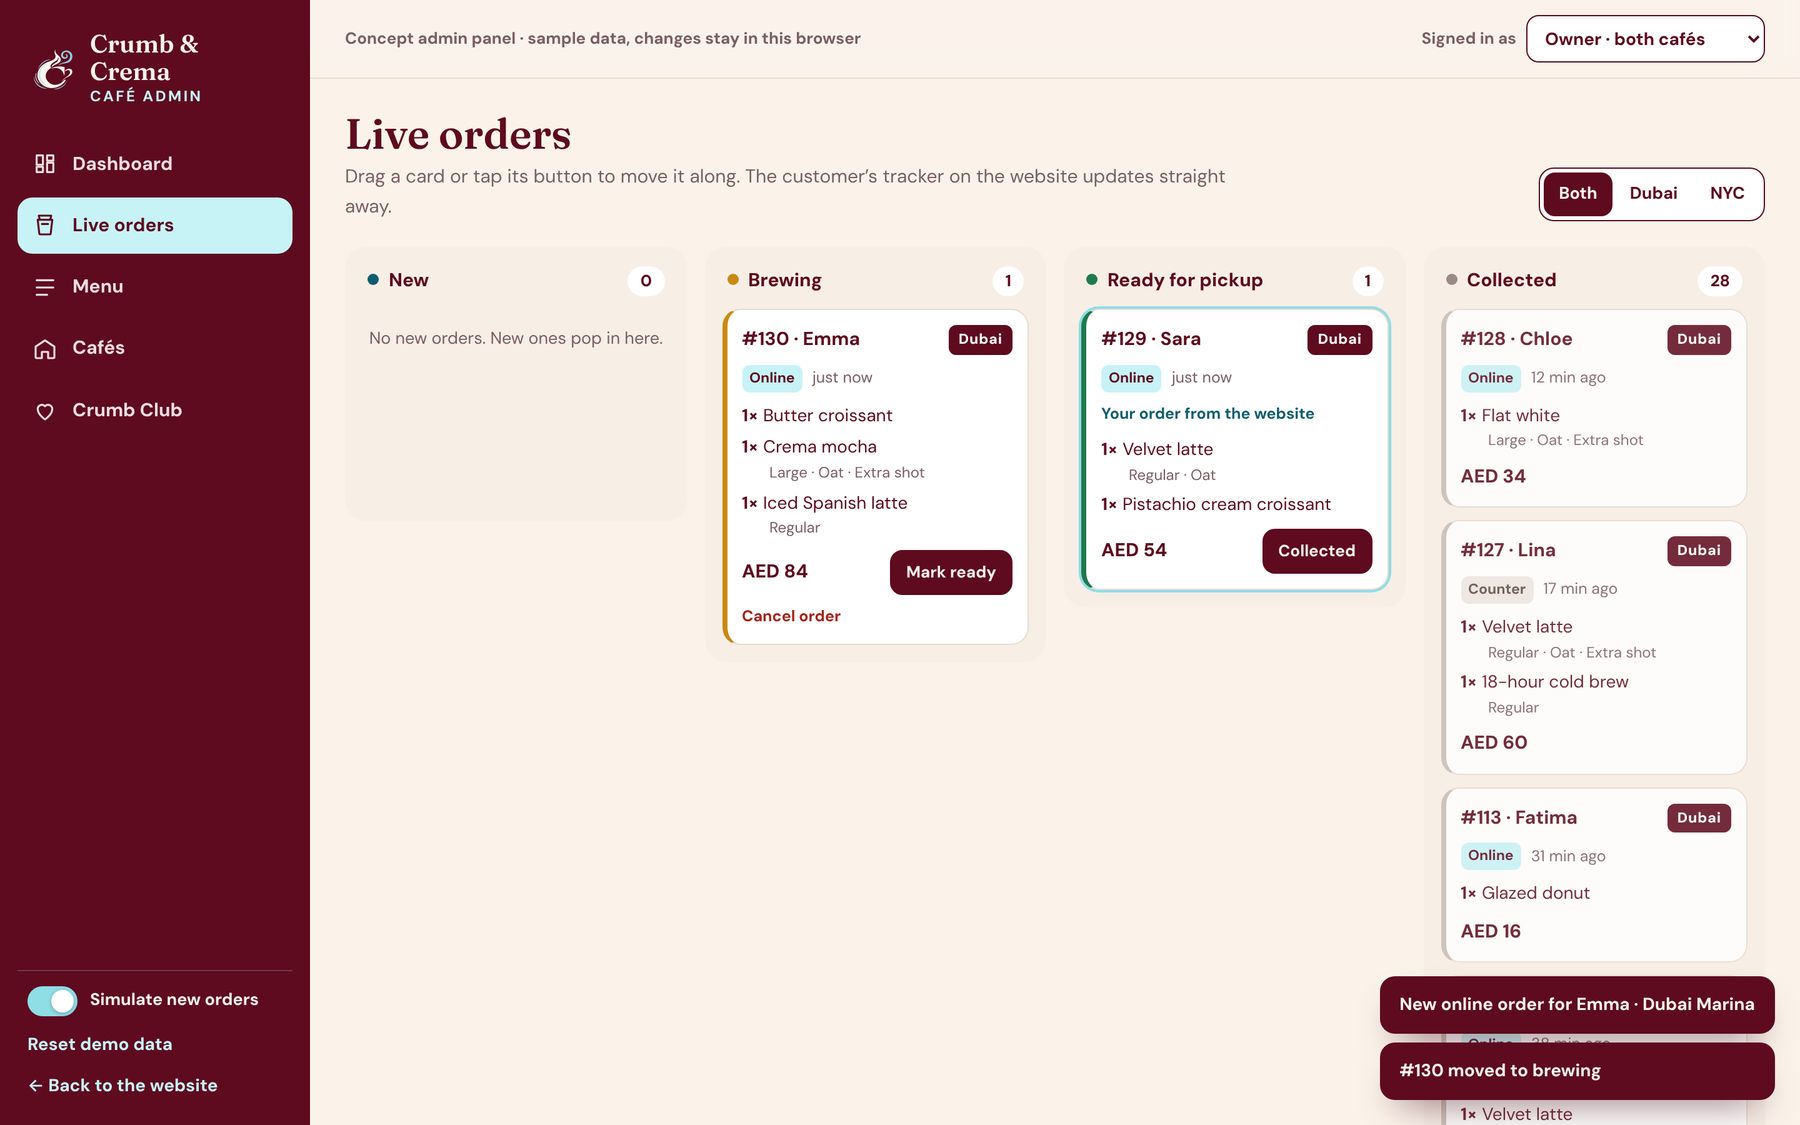 Crumb &
Crema
CAFÉ ADMIN
Dashboard
Live orders
Menu
Cafés
Crumb Club
Simulate new orders
Reset demo data
← Back to the website
Concept admin panel · sample data, changes stay in this browser
Signed in as
Owner · both cafés
Live orders
Drag a card or tap its button to move it along. The customer's tracker on the website updates straight
away.
Both Dubai NYC
New 0
No new orders. New ones pop in here.
Brewing 1
#130 · Emma Dubai
Online just now
1× Butter croissant
1× Crema mocha
Large · Oat · Extra shot
1× Iced Spanish latte
Regular
AED 84 Mark ready
Cancel order
Ready for pickup 1
#129 · Sara Dubai
Online just now
Your order from the website
1× Velvet latte
Regular · Oat
1× Pistachio cream croissant
AED 54 Collected
Collected 28
#128 · Chloe Dubai
Online 12 min ago
1× Flat white
Large · Oat · Extra shot
AED 34
#127 · Lina Dubai
Counter 17 min ago
1× Velvet latte
Regular · Oat · Extra shot
1× 18-hour cold brew
Regular
AED 60
#113 · Fatima Dubai
Online 31 min ago
1× Glazed donut
AED 16
New online order for Emma · Dubai Marina
Online 38 min ago
#130 moved to brewing
1× Velvet latte